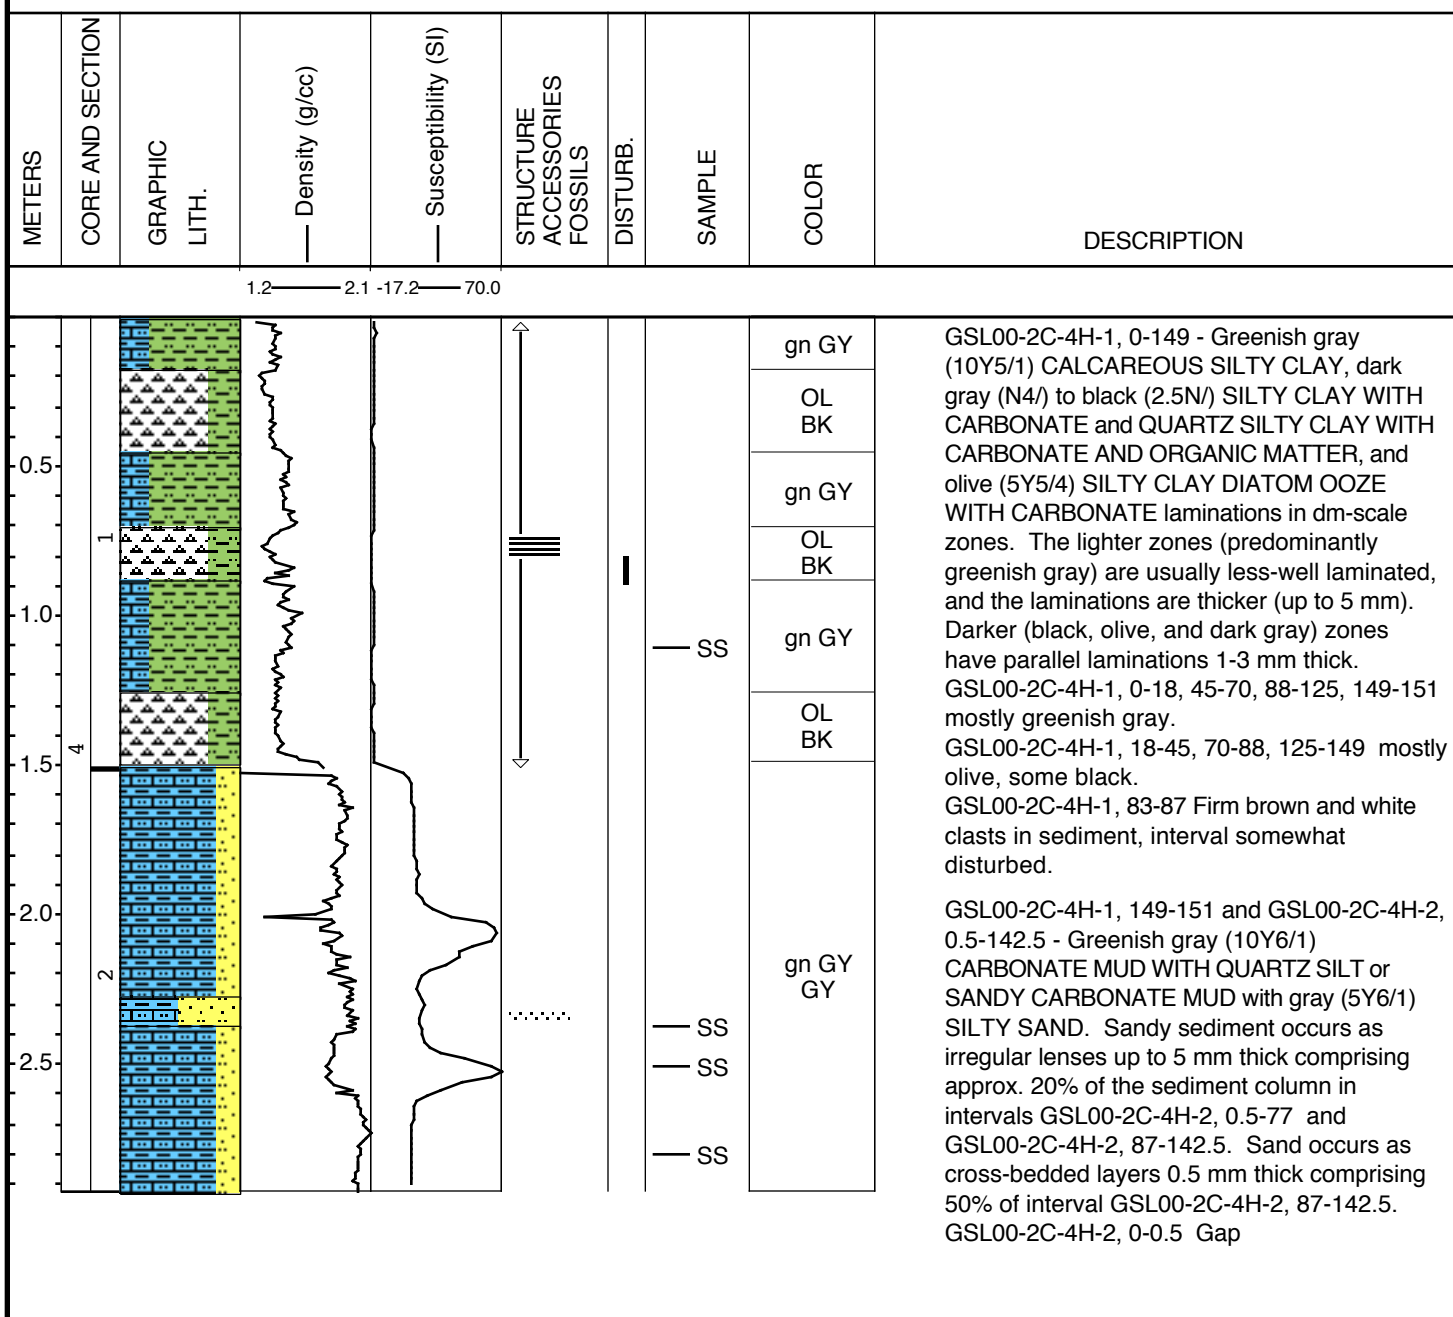 METERS
CORE AND SECTION
GRAPHIC
LITH.
Density (g/cc)
Susceptibility (SI)
STRUCTURE
ACCESSORIES
FOSSILS
DISTURB.
SAMPLE
COLOR
DESCRIPTION
1.2 2.1 -17.2 70.0
0.5
1.0
1.5
2.0
2.5
4
1
2
SS
SS
SS
SS
gn GY
OL
BK
gn GY
OL
BK
gn GY
OL
BK
gn GY
GY
GSL00-2C-4H-1, 0-149 - Greenish gray
(10Y5/1) CALCAREOUS SILTY CLAY, dark
gray (N4/) to black (2.5N/) SILTY CLAY WITH
CARBONATE and QUARTZ SILTY CLAY WITH
CARBONATE AND ORGANIC MATTER, and
olive (5Y5/4) SILTY CLAY DIATOM OOZE
WITH CARBONATE laminations in dm-scale
zones. The lighter zones (predominantly
greenish gray) are usually less-well laminated,
and the laminations are thicker (up to 5 mm).
Darker (black, olive, and dark gray) zones
have parallel laminations 1-3 mm thick.
GSL00-2C-4H-1, 0-18, 45-70, 88-125, 149-151
mostly greenish gray.
GSL00-2C-4H-1, 18-45, 70-88, 125-149 mostly
olive, some black.
GSL00-2C-4H-1, 83-87 Firm brown and white
clasts in sediment, interval somewhat
disturbed.
GSL00-2C-4H-1, 149-151 and GSL00-2C-4H-2,
0.5-142.5 - Greenish gray (10Y6/1)
CARBONATE MUD WITH QUARTZ SILT or
SANDY CARBONATE MUD with gray (5Y6/1)
SILTY SAND. Sandy sediment occurs as
irregular lenses up to 5 mm thick comprising
approx. 20% of the sediment column in
intervals GSL00-2C-4H-2, 0.5-77 and
GSL00-2C-4H-2, 87-142.5. Sand occurs as
cross-bedded layers 0.5 mm thick comprising
50% of interval GSL00-2C-4H-2, 87-142.5.
GSL00-2C-4H-2, 0-0.5 Gap